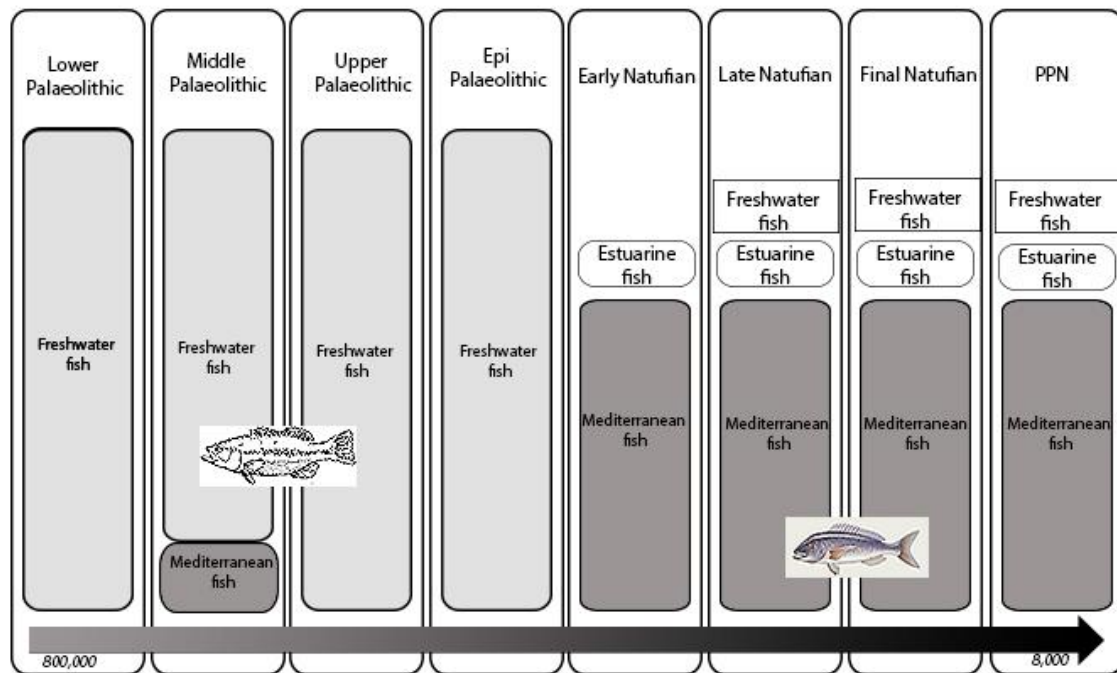 Lower
Palaeolithic
Middle
Palaeolithic
Upper
Palaeolithic
Epi
Palaeolithic
Early Natufian
Late Natufian
Final Natufian
PPN
Freshwater
fish
Freshwater
fish
Freshwater
fish
Estuarine
fish
Estuarine
fish
Estuarine
fish
Estuarine
fish
Freshwater
fish
Freshwater
fish
Freshwater
fish
Freshwater
fish
Mediterranean
fish
Mediterranean
fish
Mediterranean
fish
Mediterranean
fish
Mediterranean
fish
800,000
8,000